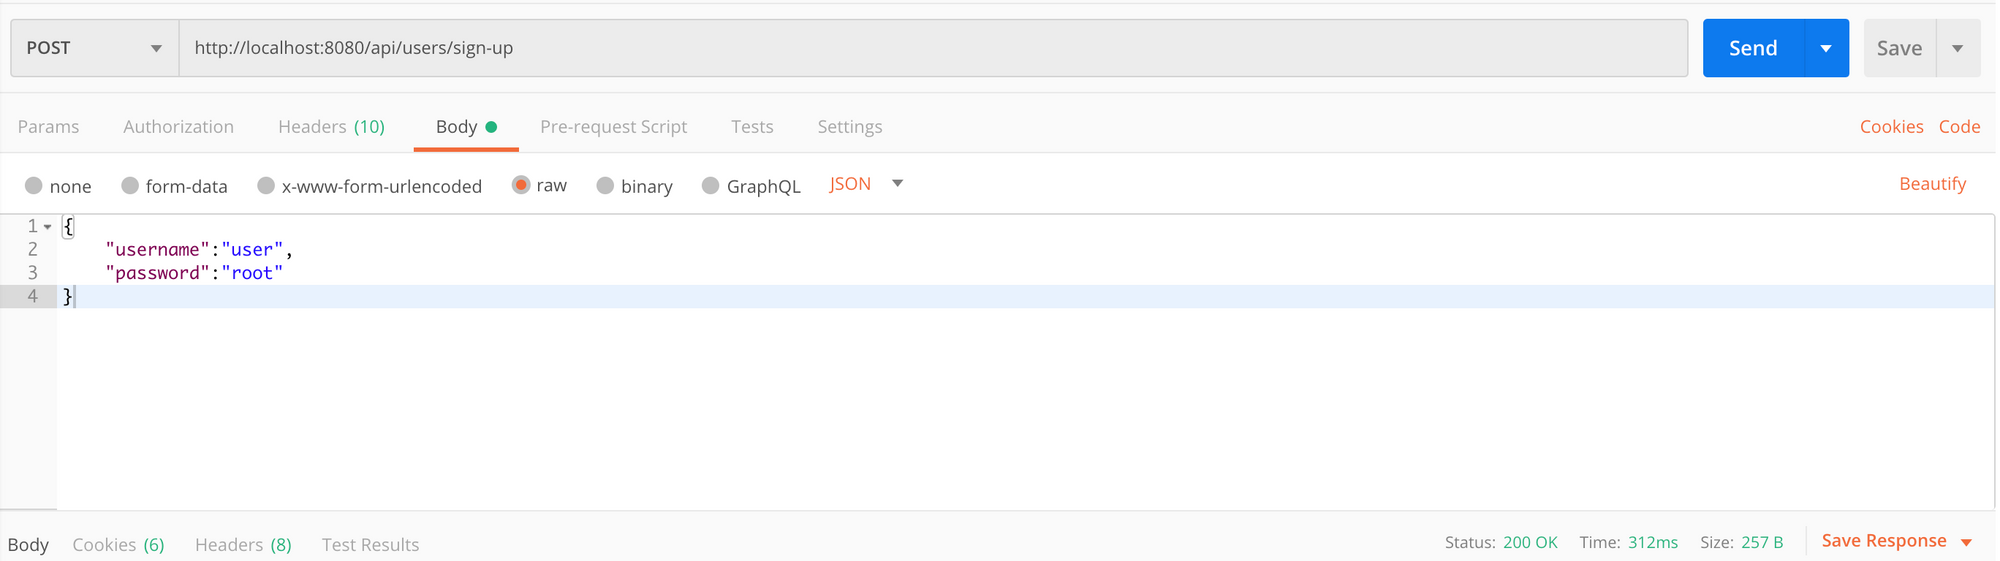 POST http://localhost:8080/api/users/sign-up Send Save
Params Authorization Headers (10) Body Pre-request Script Tests Settings Cookies Code
none form-data x-www-form-urlencoded raw binary GraphQL JSON Beautify
1 {
2 "username":"user",
3 "password":"root"
4 }
Body Cookies (6) Headers (8) Test Results Status: 200 OK Time: 312ms Size: 257 B Save Response